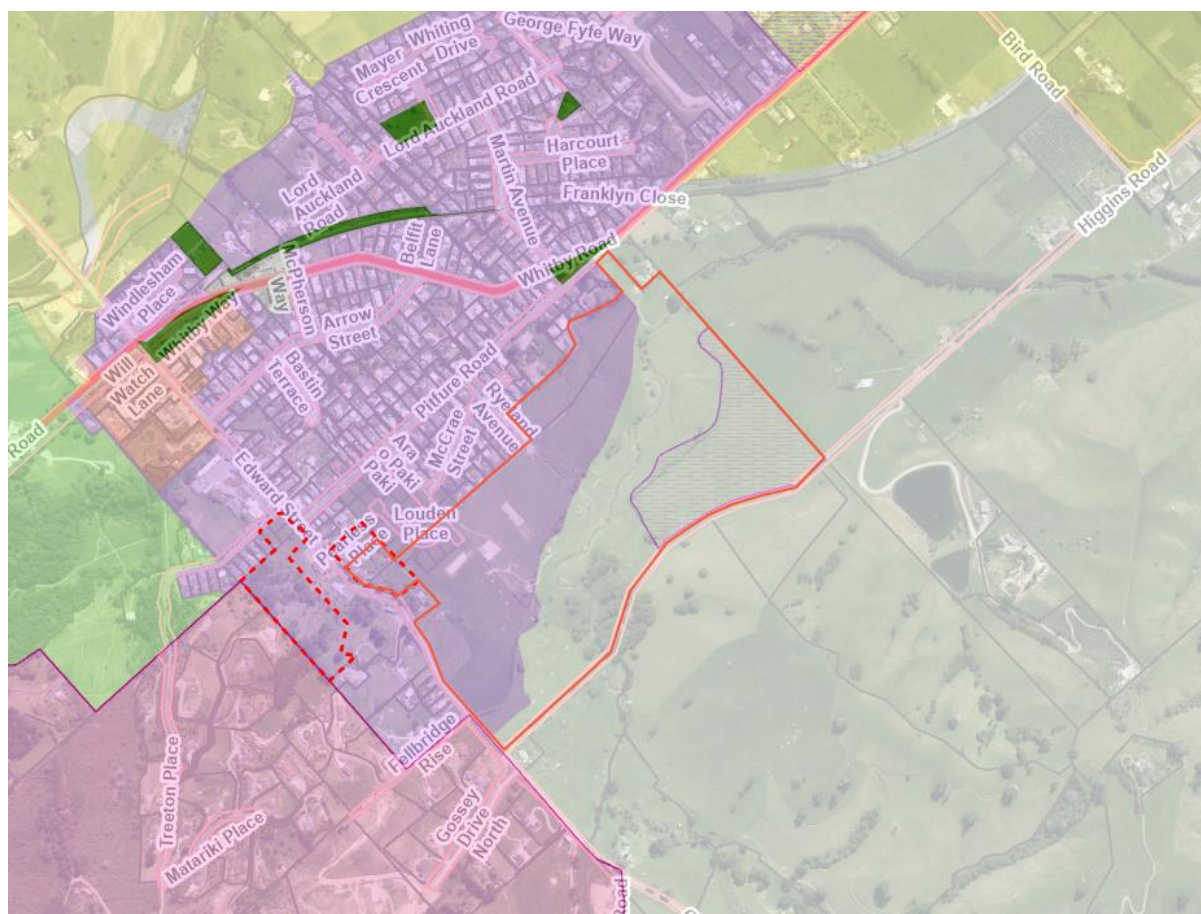 George Fyfe Way
Whiting
Drive
Mayer
Crescent
Bird Road
Lord Auckland Road
Harcourt
Place
Martin Avenue
Lord
Auckland
Road
Franklyn Close
Higgins Road
Belfit
Lane
Whitby Road
Windlesham
Place
McPherson
Way
Whitby Way
Arrow
Street
Will
Watch
Lane
Bastin
Terrace
Pitfure Road
Ryeland
Avenue
McCrae
Street
Road
Ara
o Paki
Paki
Edward Street
Louden
Place
Pearless
Place
Fellbridge
Rise
Treeton Place
Gossey
Drive
North
Matariki Place
Road